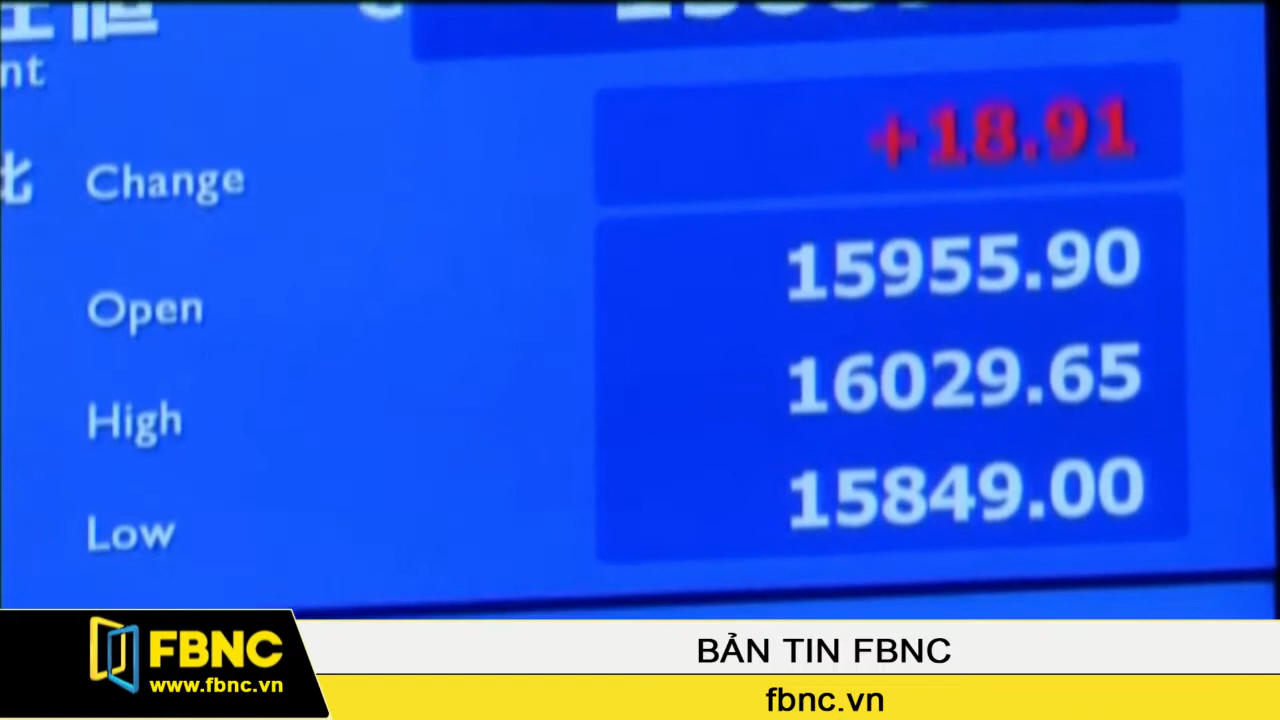 nt
+18.91
比 Change
15955.90
Open
16029.65
High
15849.00
Low
FBNC
www.fbnc.vn
BẢN TIN FBNC
fbnc.vn